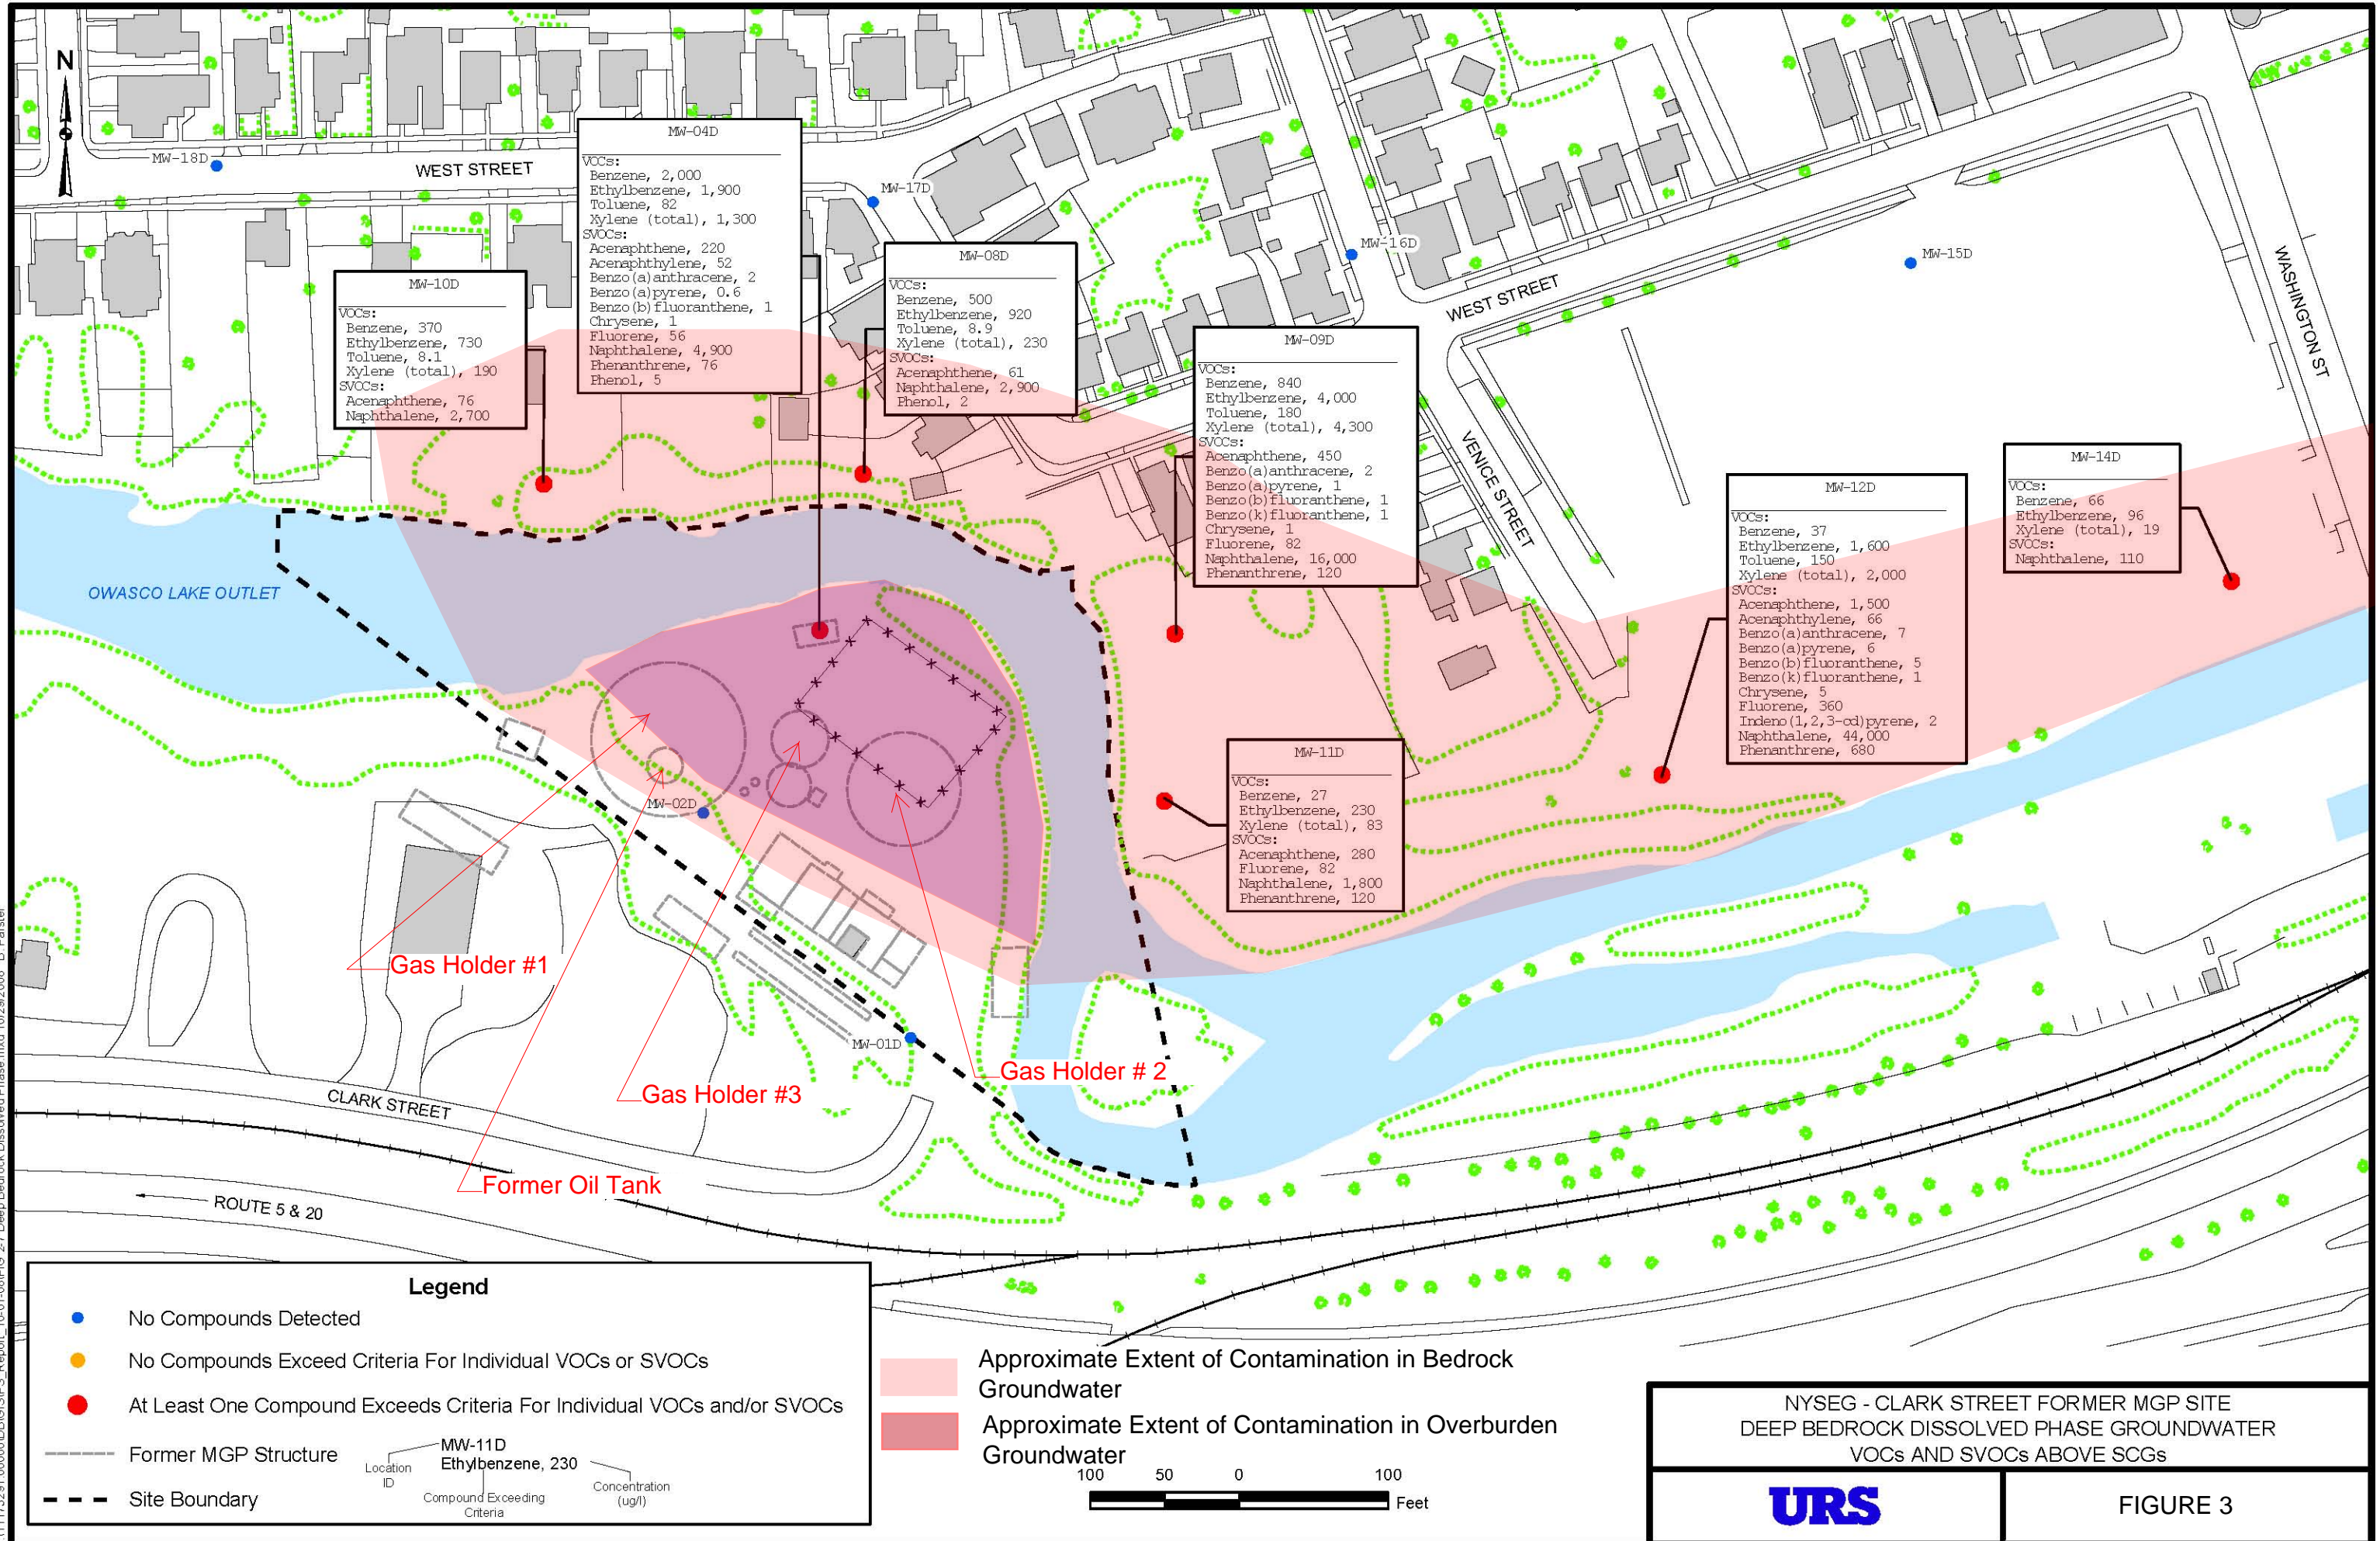 N
MW-18D
WEST STREET
MW-04D
VOCs:
Benzene, 2,000
Ethylbenzene, 1,900
Toluene, 82
Xylene (total), 1,300
SVOCs:
Acenaphthene, 220
Acenaphthylene, 52
Benzo(a)anthracene, 2
Benzo(a)pyrene, 0.6
Benzo(b)fluoranthene, 1
Chrysene, 1
Fluorene, 56
Naphthalene, 4,900
Phenanthrene, 76
Phenol, 5
MW-17D
MW-08D
VOCs:
Benzene, 500
Ethylbenzene, 920
Toluene, 8.9
Xylene (total), 230
SVOCs:
Acenaphthene, 61
Naphthalene, 2,900
Phenol, 2
MW-16D
MW-15D
WEST STREET
WASHINGTON ST
MW-10D
VOCs:
Benzene, 370
Ethylbenzene, 730
Toluene, 8.1
Xylene (total), 190
SVOCs:
Acenaphthene, 76
Naphthalene, 2,700
MW-09D
VOCs:
Benzene, 840
Ethylbenzene, 4,000
Toluene, 180
Xylene (total), 4,300
SVOCs:
Acenaphthene, 450
Benzo(a)anthracene, 2
Benzo(a)pyrene, 1
Benzo(b)fluoranthene, 1
Benzo(k)fluoranthene, 1
Chrysene, 1
Fluorene, 82
Naphthalene, 16,000
Phenanthrene, 120
VENICE STREET
MW-12D
VOCs:
Benzene, 37
Ethylbenzene, 1,600
Toluene, 150
Xylene (total), 2,000
SVOCs:
Acenaphthene, 1,500
Acenaphthylene, 66
Benzo(a)anthracene, 7
Benzo(a)pyrene, 6
Benzo(b)fluoranthene, 5
Benzo(k)fluoranthene, 1
Chrysene, 5
Fluorene, 360
Indeno(1,2,3-cd)pyrene, 2
Naphthalene, 44,000
Phenanthrene, 680
MW-14D
VOCs:
Benzene, 66
Ethylbenzene, 96
Xylene (total), 19
SVOCs:
Naphthalene, 110
OWASCO LAKE OUTLET
MW-11D
VOCs:
Benzene, 27
Ethylbenzene, 230
Xylene (total), 83
SVOCs:
Acenaphthene, 280
Fluorene, 82
Naphthalene, 1,800
Phenanthrene, 120
MW-02D
Gas Holder #1
MW-01D
Gas Holder # 2
Gas Holder #3
CLARK STREET
Former Oil Tank
ROUTE 5 & 20
Legend
No Compounds Detected
No Compounds Exceed Criteria For Individual VOCs or SVOCs
At Least One Compound Exceeds Criteria For Individual VOCs and/or SVOCs
Former MGP Structure
Site Boundary
MW-11D
Ethylbenzene, 230
Location
ID
Compound Exceeding
Criteria
Concentration
(ug/l)
Approximate Extent of Contamination in Bedrock
Groundwater
Approximate Extent of Contamination in Overburden
Groundwater
100 50 0 100
Feet
NYSEG - CLARK STREET FORMER MGP SITE
DEEP BEDROCK DISSOLVED PHASE GROUNDWATER
VOCs AND SVOCs ABOVE SCGs
URS
FIGURE 3